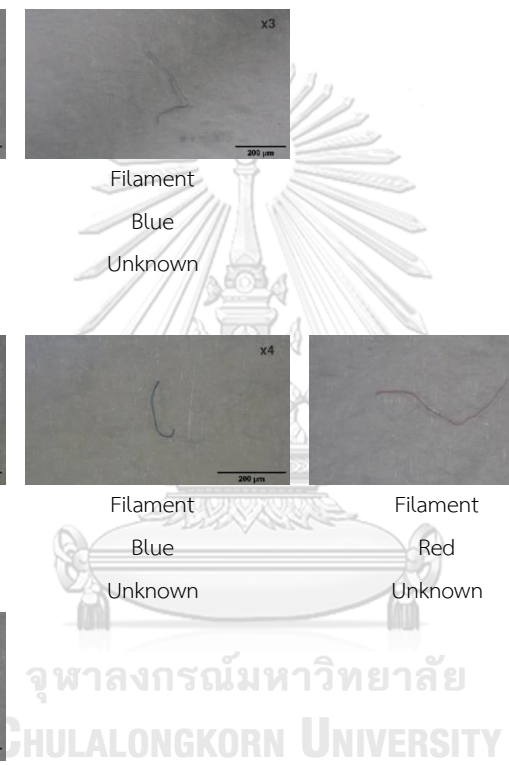 x3
200 µm
Filament
Blue
Unknown
x4
200 µm
Filament
Blue
Unknown
Filament
Red
Unknown
จุฬาลงกรณ์มหาวิทยาลัย
CHULALONGKORN UNIVERSITY